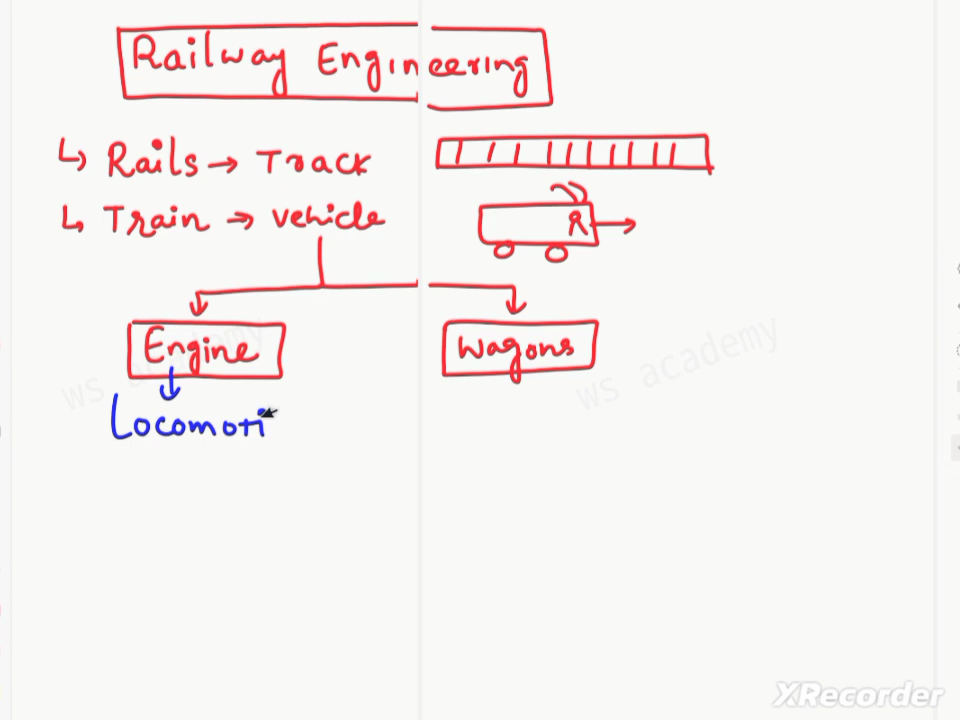 Railway Engineering
↳ Rails → Track
↳ Train → Vehicle
R
Engine
Wagons
Locomoti
ws academy
ws academy
XRecorder